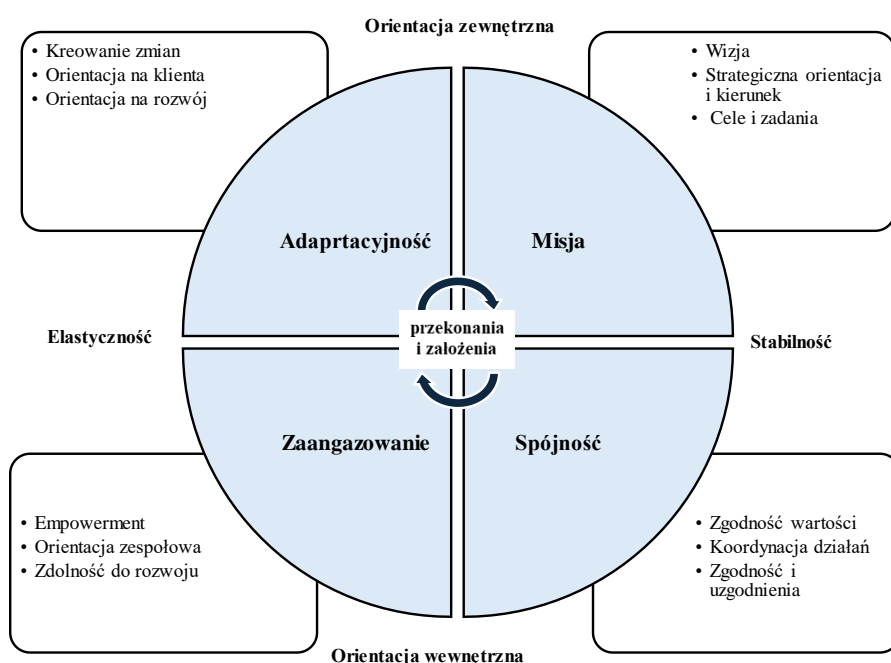 Orientacja zewnętrzna
• Kreowanie zmian
• Orientacja na klienta
• Orientacja na rozwój
• Wizja
• Strategiczna orientacja
i kierunek
• Cele i zadania
Adaprtacyjność
Misja
Elastyczność
przekonania
i założenia
Stabilność
Zaangazowanie
Spójność
• Empowerment
• Orientacja zespołowa
• Zdolność do rozwoju
• Zgodność wartości
• Koordynacja działań
• Zgodność i
uzgodnienia
Orientacja wewnętrzna